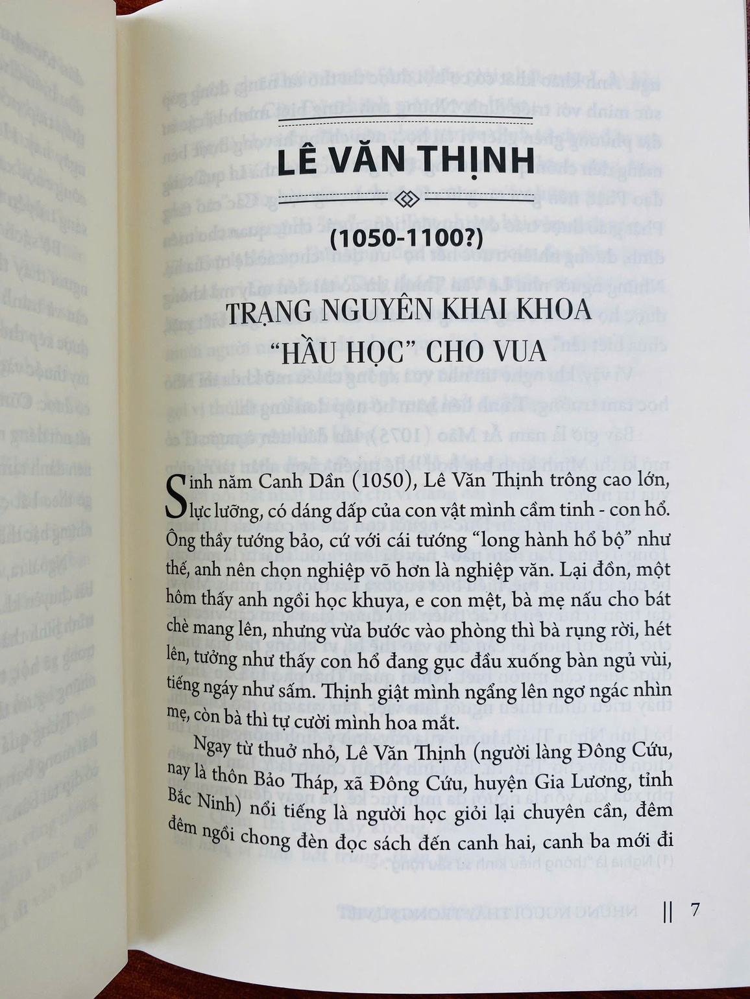 LÊ VĂN THỊNH
(1050-1100?)
TRẠNG NGUYÊN KHAI KHOA
“HẦU HỌC” CHO VUA
Sinh năm Canh Dần (1050), Lê Văn Thịnh trông cao lớn,
lực lưỡng, có dáng dấp của con vật mình cầm tinh - con hổ.
Ông thầy tướng bảo, cứ với cái tướng “long hành hổ bộ” như
thế, anh nên chọn nghiệp võ hơn là nghiệp văn. Lại đồn, một
hôm thấy anh ngồi học khuya, e con mệt, bà mẹ nấu cho bát
chè mang lên, nhưng vừa bước vào phòng thì bà rụng rời, hét
lên, tưởng như thấy con hổ đang gục đầu xuống bàn ngủ vùi,
tiếng ngáy như sấm. Thịnh giật mình ngẩng lên ngơ ngác nhìn
mẹ, còn bà thì tự cười mình hoa mắt.
Ngay từ thuở nhỏ, Lê Văn Thịnh (người làng Đông Cứu,
nay là thôn Bảo Tháp, xã Đông Cứu, huyện Gia Lương, tỉnh
Bắc Ninh) nổi tiếng là người học giỏi lại chuyên cần, đêm
đêm ngồi chong đèn đọc sách đến canh hai, canh ba mới đi
|| 7